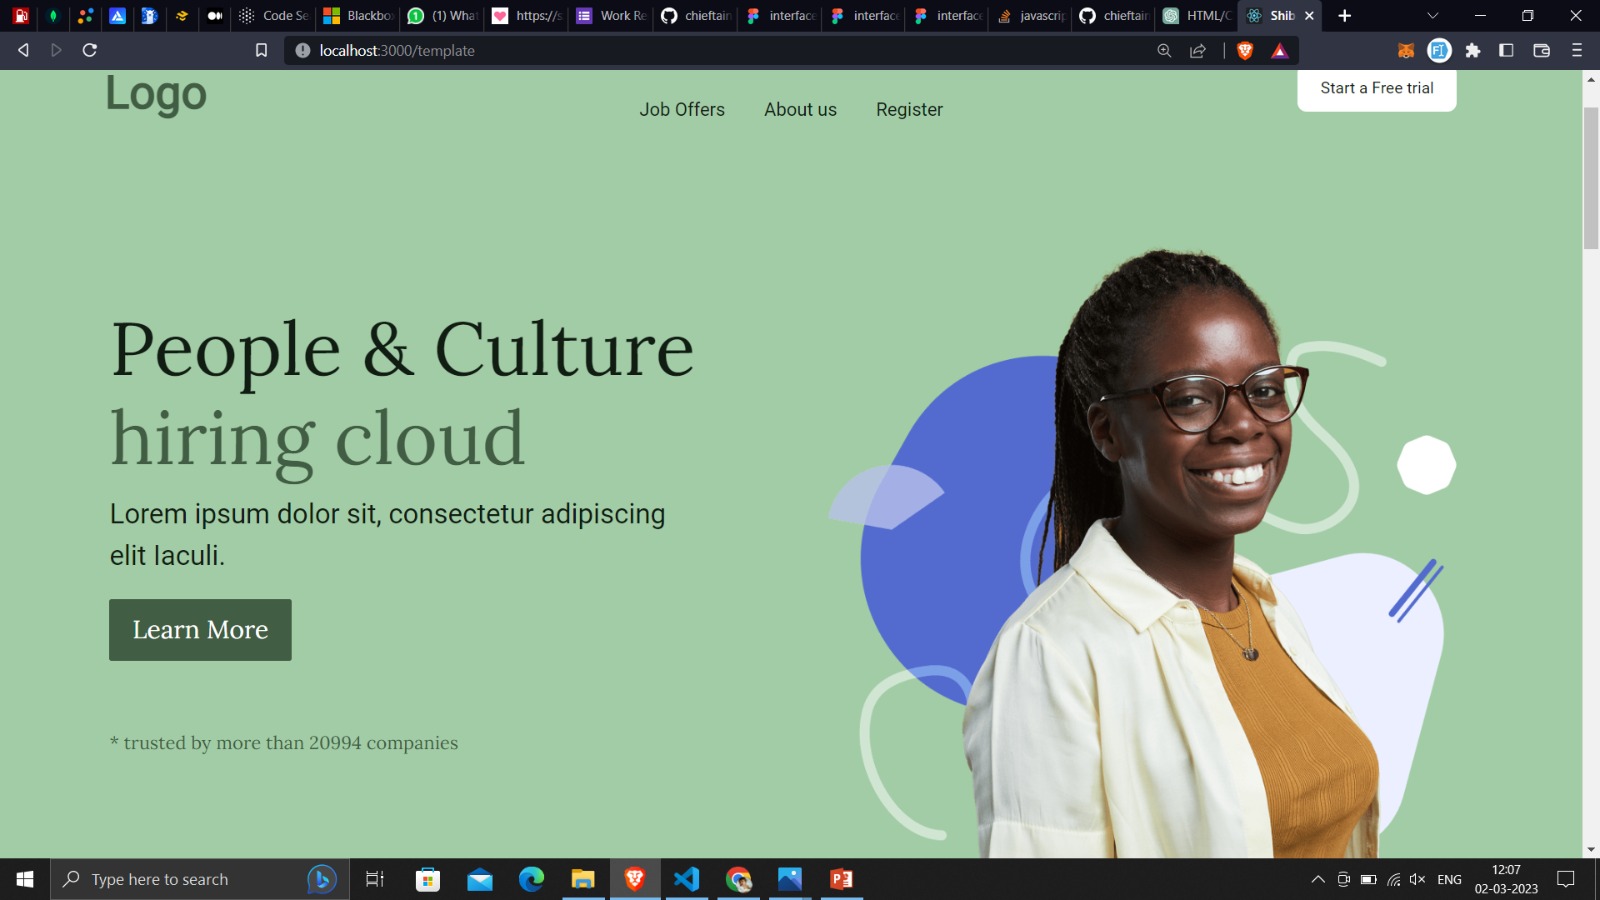 Code Se
Blackbox
(1) What
https://s
Work Re
chieftain
interface
interface
interface
javascrip
chieftain
HTML/C
Shib
localhost:3000/template
Logo
Job Offers
About us
Register
Start a Free trial
People & Culture
hiring cloud
Lorem ipsum dolor sit, consectetur adipiscing
elit Iaculi.
Learn More
* trusted by more than 20994 companies
Type here to search
ENG
12:07
02-03-2023